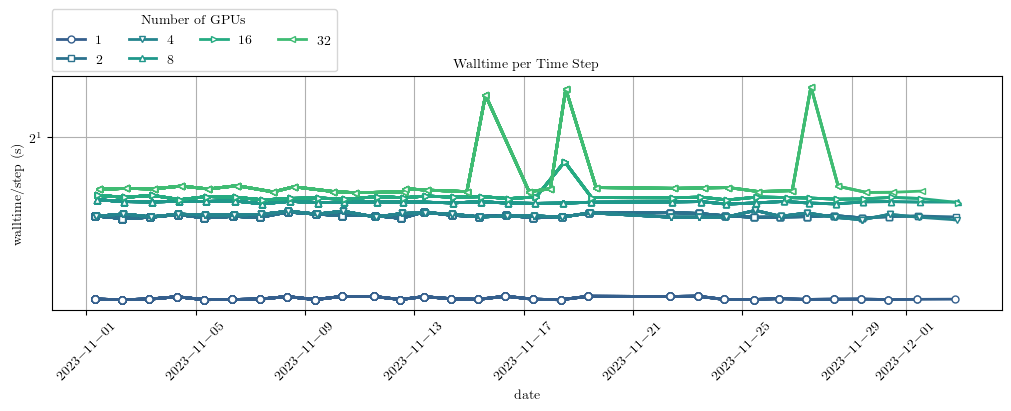 Number of GPUs
1 4 16 32
2 8
Walltime per Time Step
walltime/step (s)
2^1
2023−11−01 2023−11−05 2023−11−09 2023−11−13 2023−11−17 2023−11−21 2023−11−25 2023−11−29 2023−12−01
date